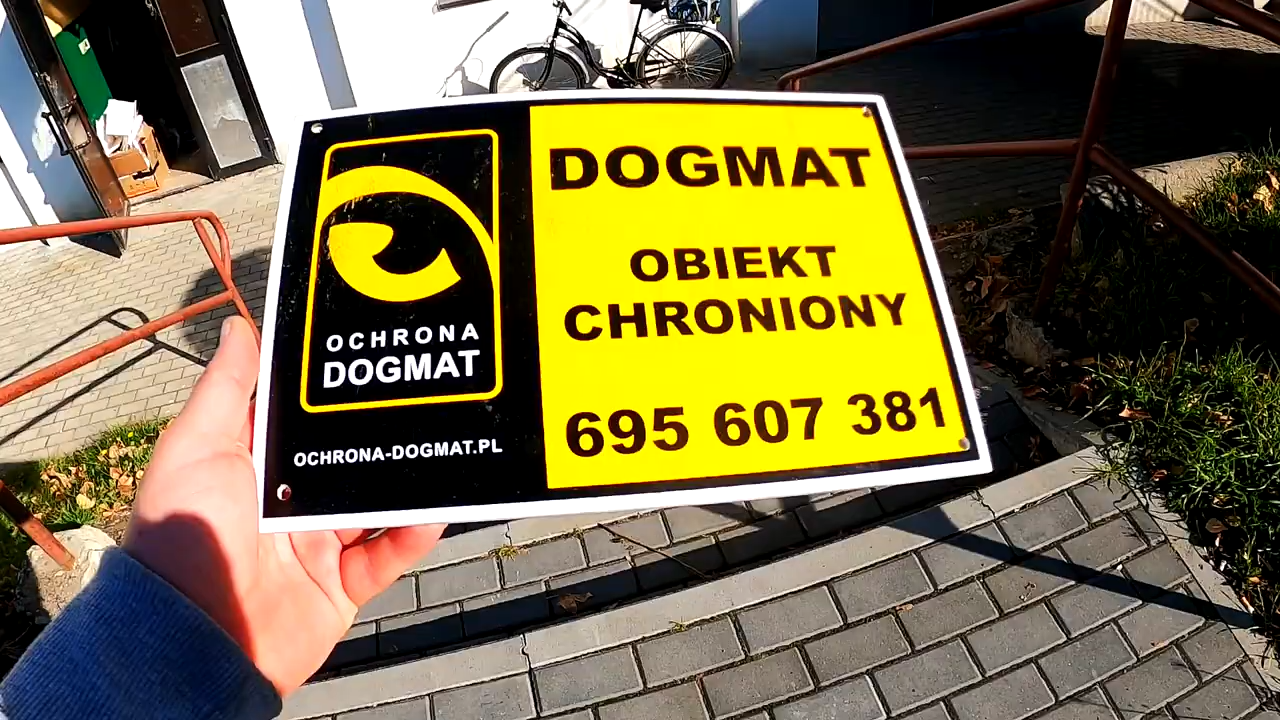 OCHRONA
DOGMAT
OCHRONA-DOGMAT.PL
DOGMAT
OBIEKT
CHRONIONY
695 607 381